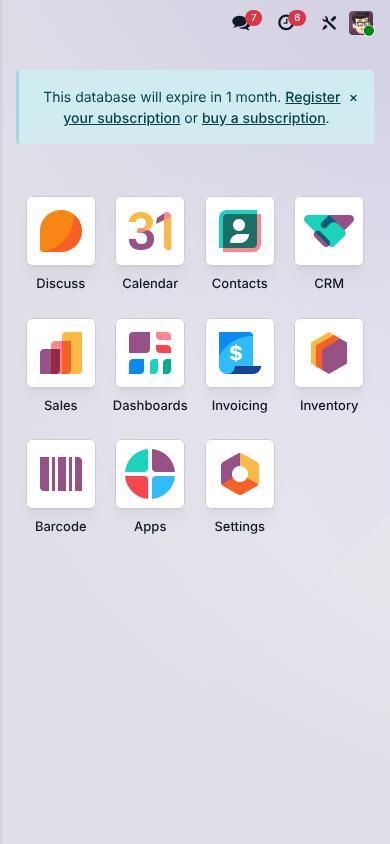 7
6
This database will expire in 1 month. Register ×
your subscription or buy a subscription.
31
Discuss
Calendar
Contacts
CRM
$
Sales
Dashboards
Invoicing
Inventory
Barcode
Apps
Settings